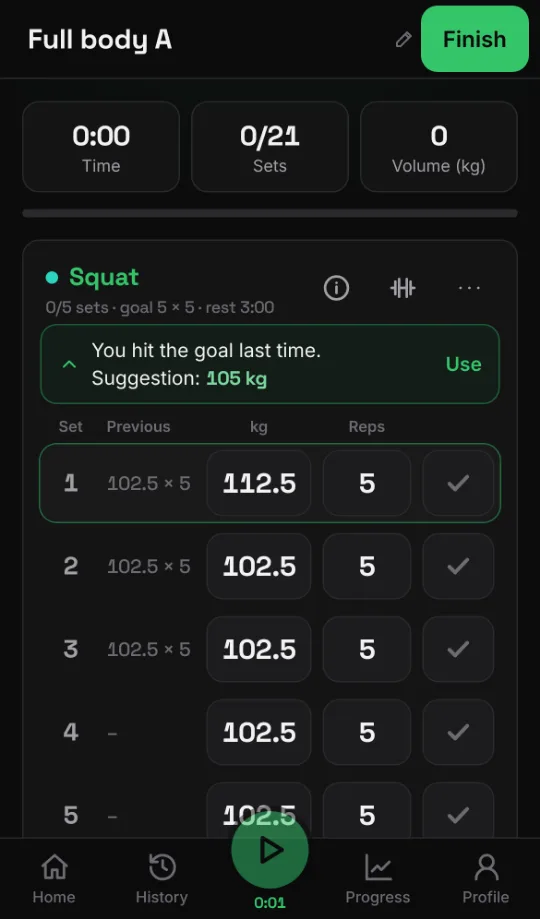 Full body A
Finish
0:00
Time
0/21
Sets
0
Volume (kg)
Squat
0/5 sets · goal 5 × 5 · rest 3:00
You hit the goal last time.
Suggestion: 105 kg
Use
Set Previous kg Reps
1 102.5 × 5 112.5 5
2 102.5 × 5 102.5 5
3 102.5 × 5 102.5 5
4 – 102.5 5
5 – 102.5 5
Home
History
0:01
Progress
Profile